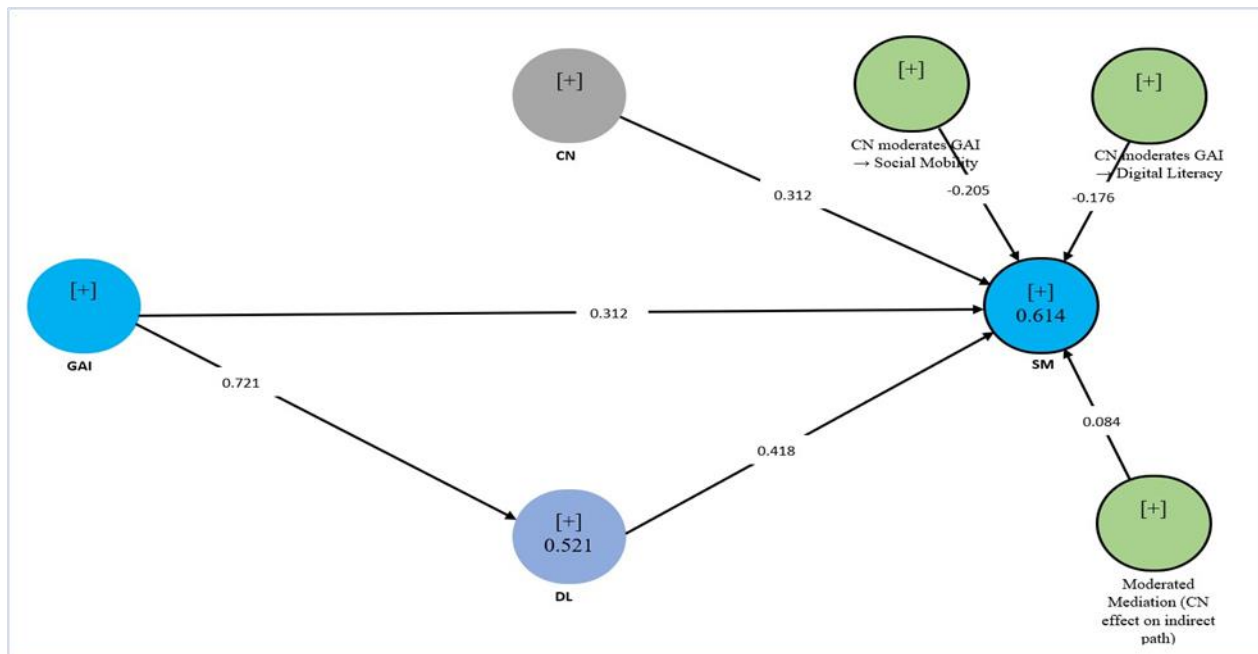 [+]
CN
[+]
CN moderates GAI
→ Social Mobility
[+]
CN moderates GAI
→ Digital Literacy
0.312
-0.205
-0.176
[+]
GAI
0.312
[+]
0.614
SM
0.721
0.418
0.084
[+]
0.521
DL
[+]
Moderated
Mediation (CN
effect on indirect
path)